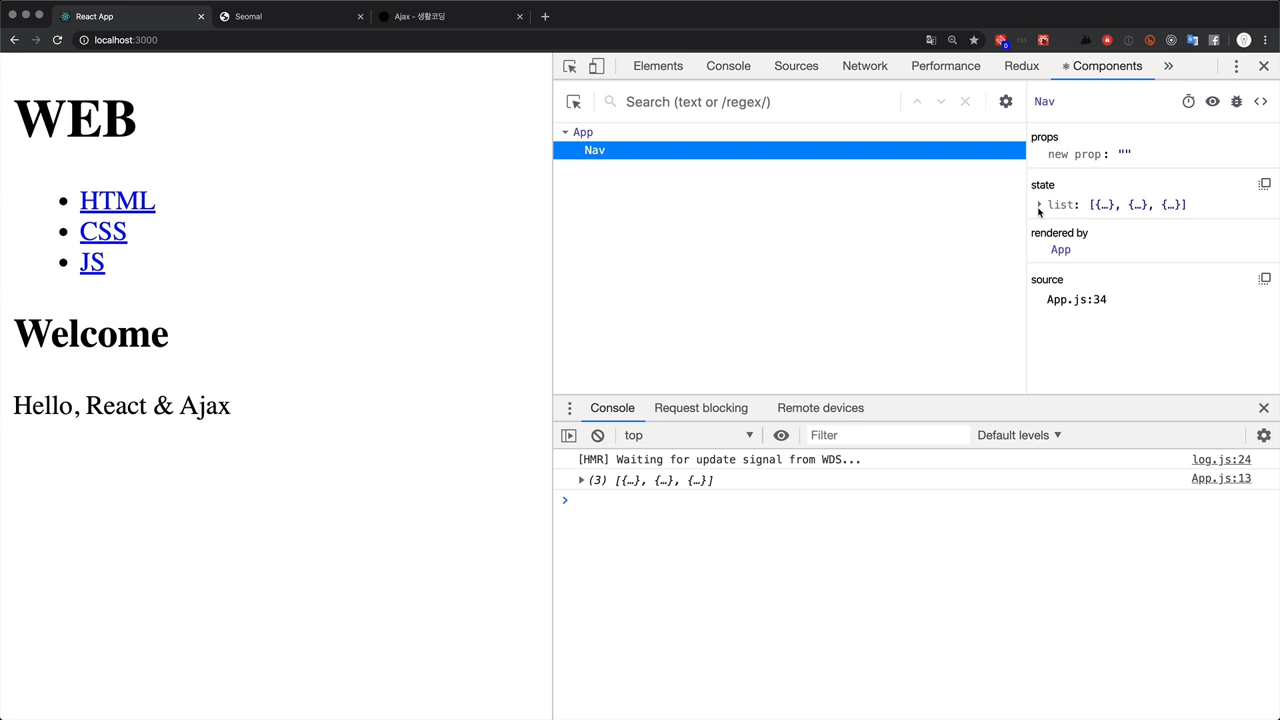 React App
Seomal
Ajax - 생활코딩
localhost:3000
WEB
HTML
CSS
JS
Welcome
Hello, React & Ajax
Elements
Console
Sources
Network
Performance
Redux
Components
Search (text or /regex/)
App
Nav
Nav
props
new prop: ""
state
list: [{…}, {…}, {…}]
rendered by
App
source
App.js:34
Console
Request blocking
Remote devices
top
Filter
Default levels
[HMR] Waiting for update signal from WDS...
log.js:24
(3) [{…}, {…}, {…}]
App.js:13